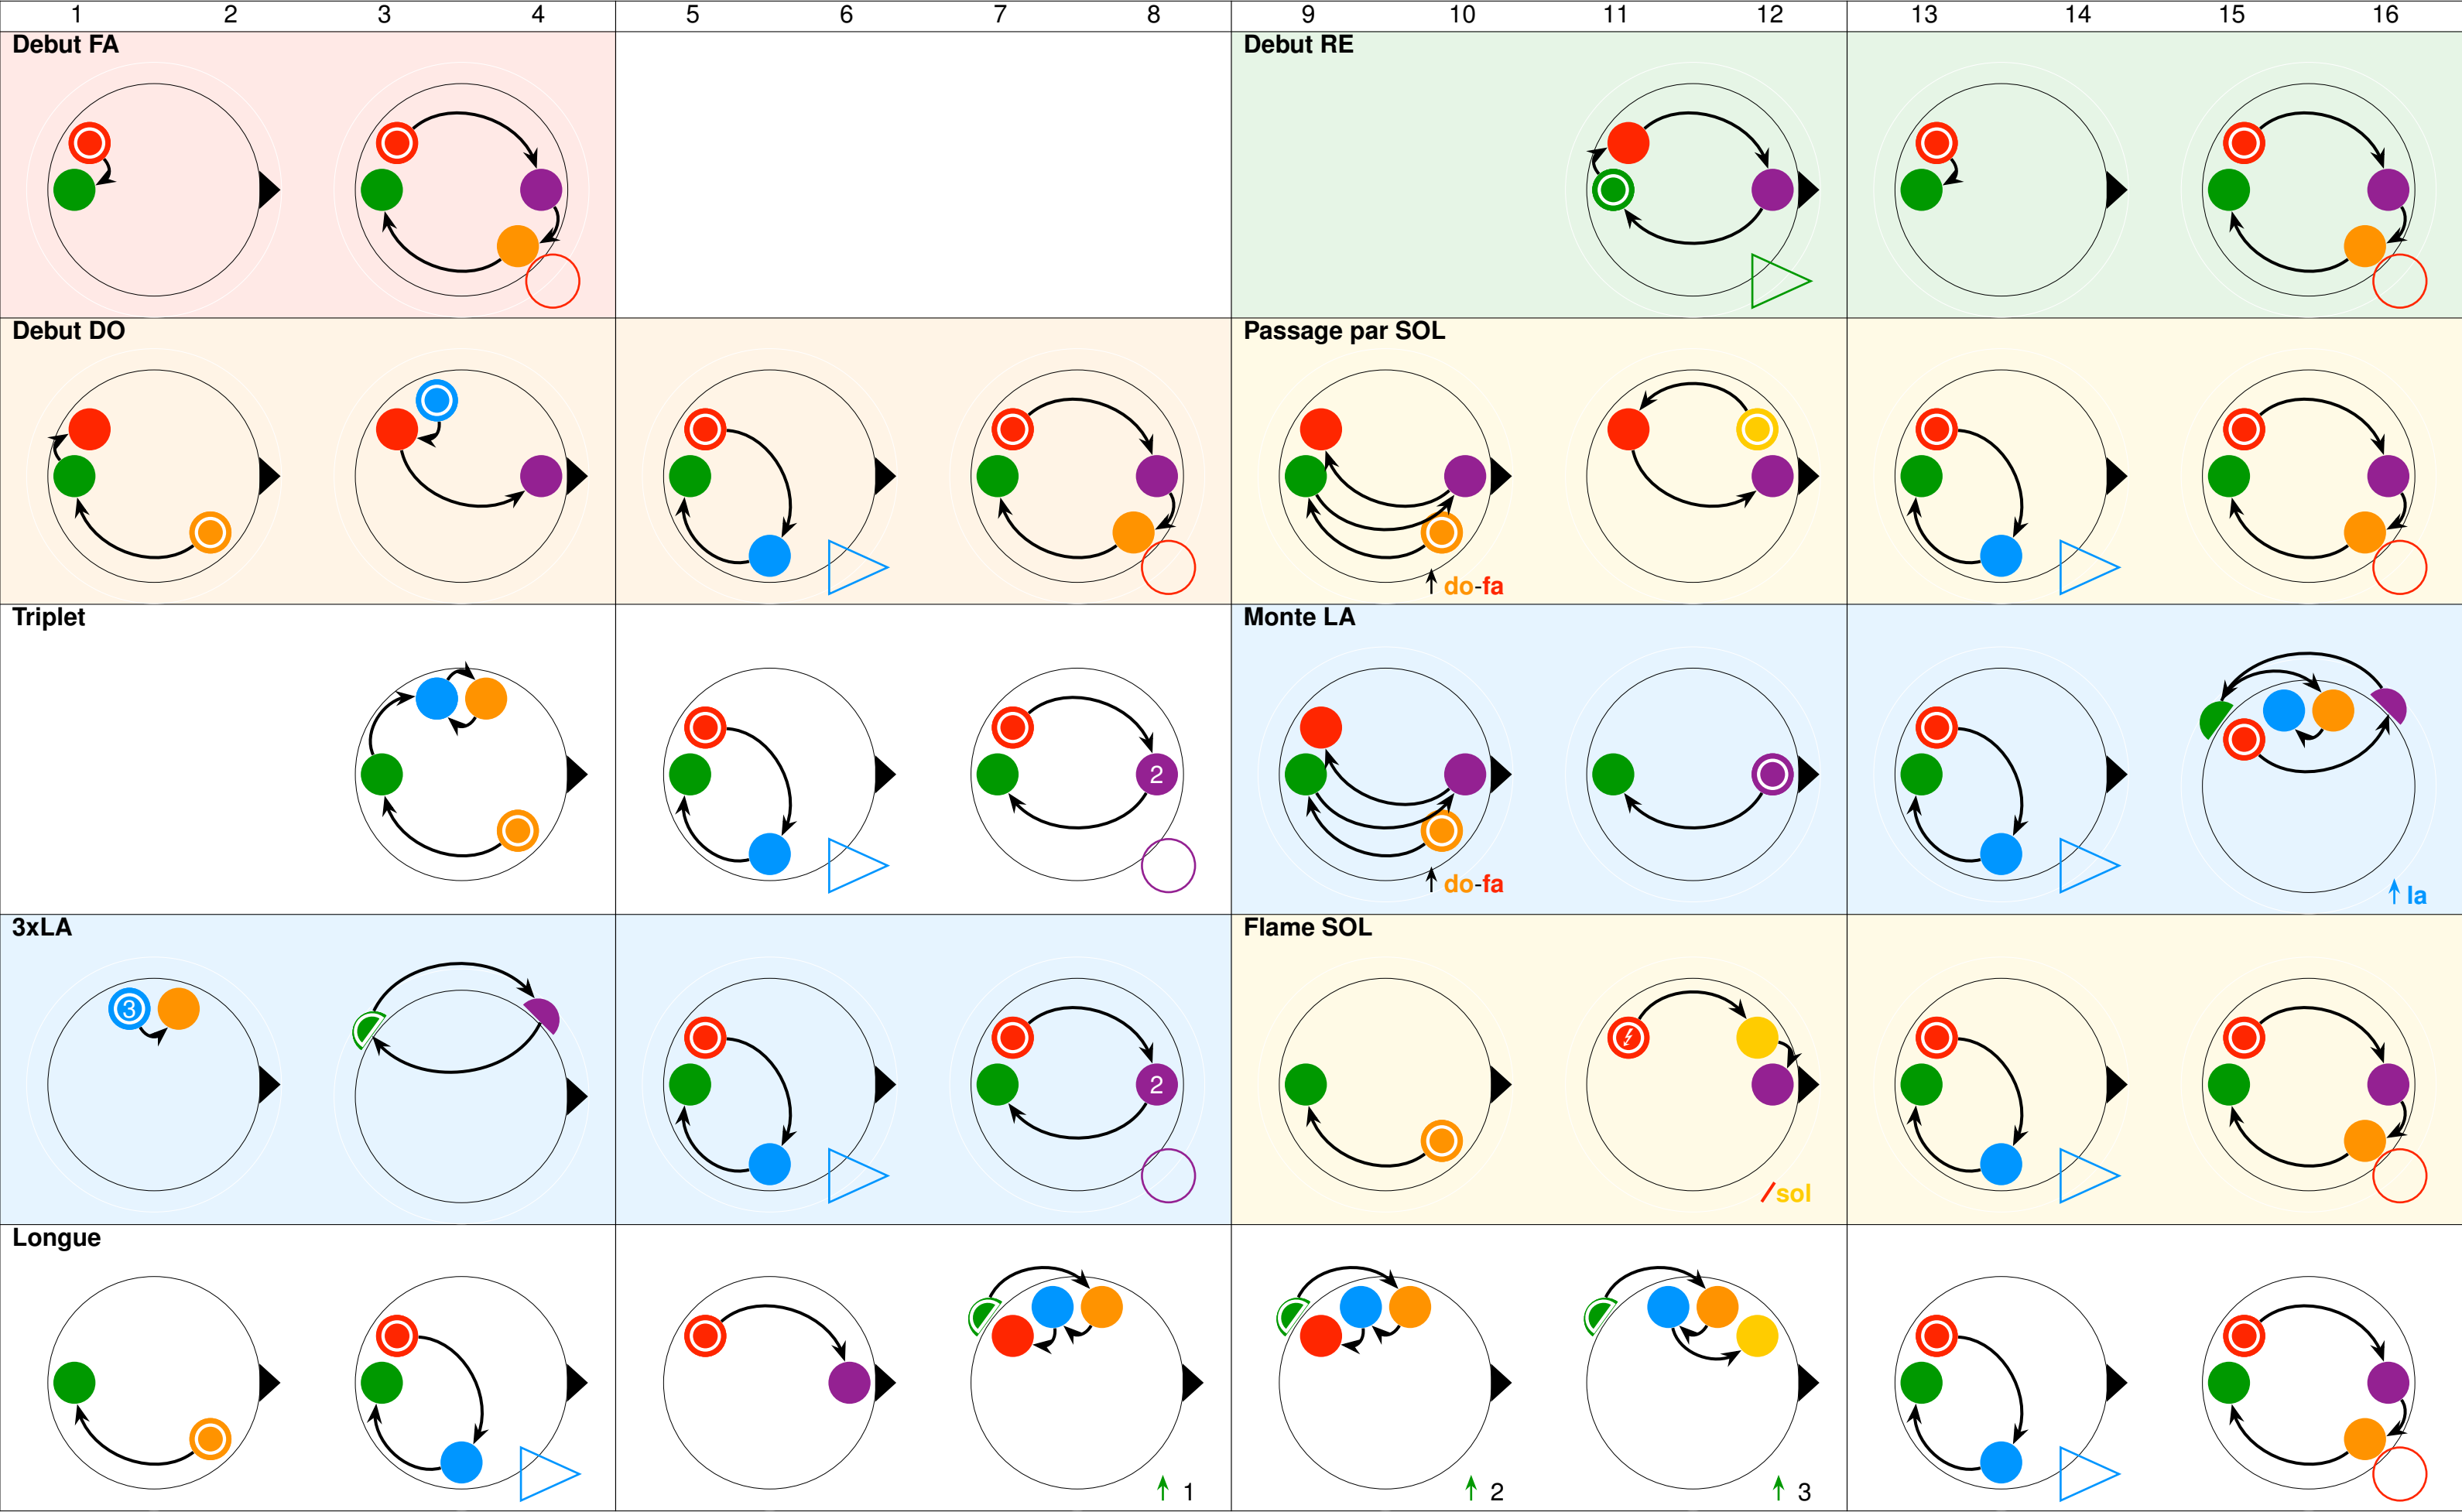 1 2 3 4 5 6 7 8 9 10 11 12 13 14 15 16
Debut FA Debut RE
Debut DO Passage par SOL
↑ do-fa
Triplet Monte LA
2
↑ do-fa ↑ la
3xLA Flame SOL
3
2
/sol
Longue
↑ 1 ↑ 2 ↑ 3